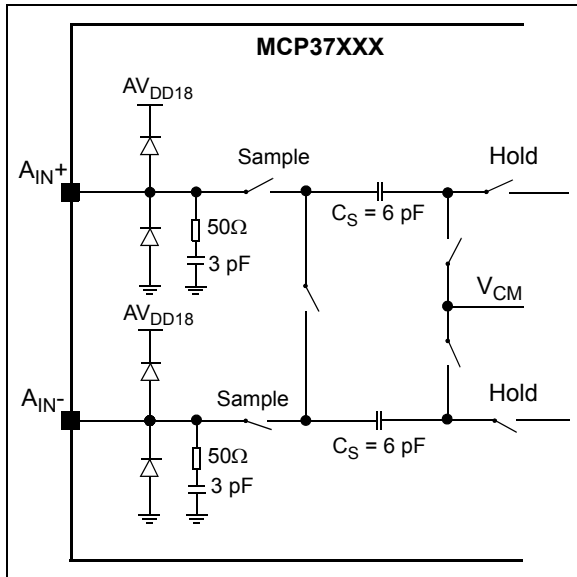 MCP37XXX
AVDD18
AIN+
Sample
Hold
CS = 6 pF
50Ω
3 pF
VCM
AVDD18
AIN-
Sample
Hold
CS = 6 pF
50Ω
3 pF